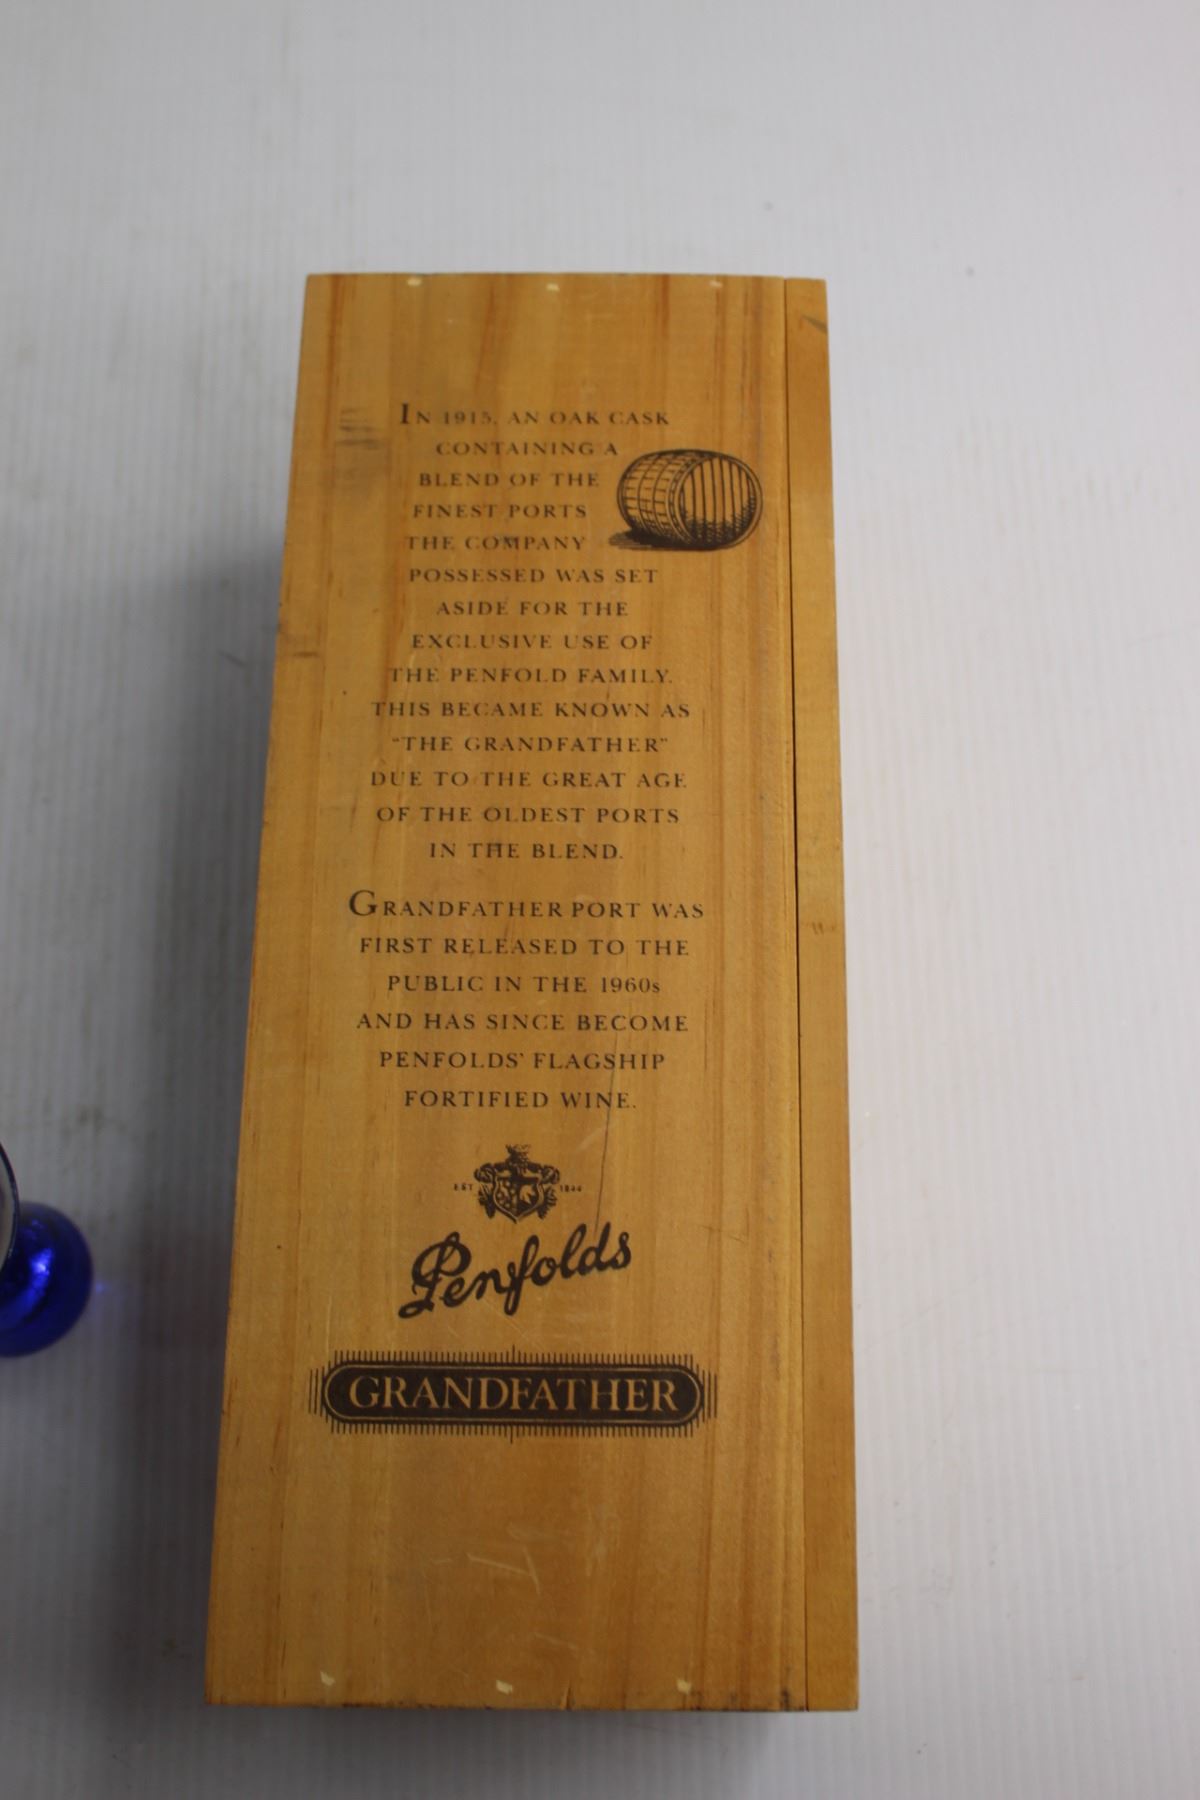 IN 1915, AN OAK CASK
CONTAINING A
BLEND OF THE
FINEST PORTS
THE COMPANY
POSSESSED WAS SET
ASIDE FOR THE
EXCLUSIVE USE OF
THE PENFOLD FAMILY.
THIS BECAME KNOWN AS
"THE GRANDFATHER"
DUE TO THE GREAT AGE
OF THE OLDEST PORTS
IN THE BLEND.
GRANDFATHER PORT WAS
FIRST RELEASED TO THE
PUBLIC IN THE 1960s
AND HAS SINCE BECOME
PENFOLDS' FLAGSHIP
FORTIFIED WINE.
EST 1844
Penfolds
GRANDFATHER